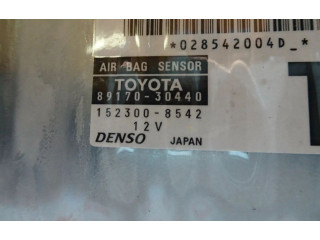 *028542004D_*
AIR BAG SENSOR
TOYOTA
89170-30440
152300-8542
12V
DENSO JAPAN